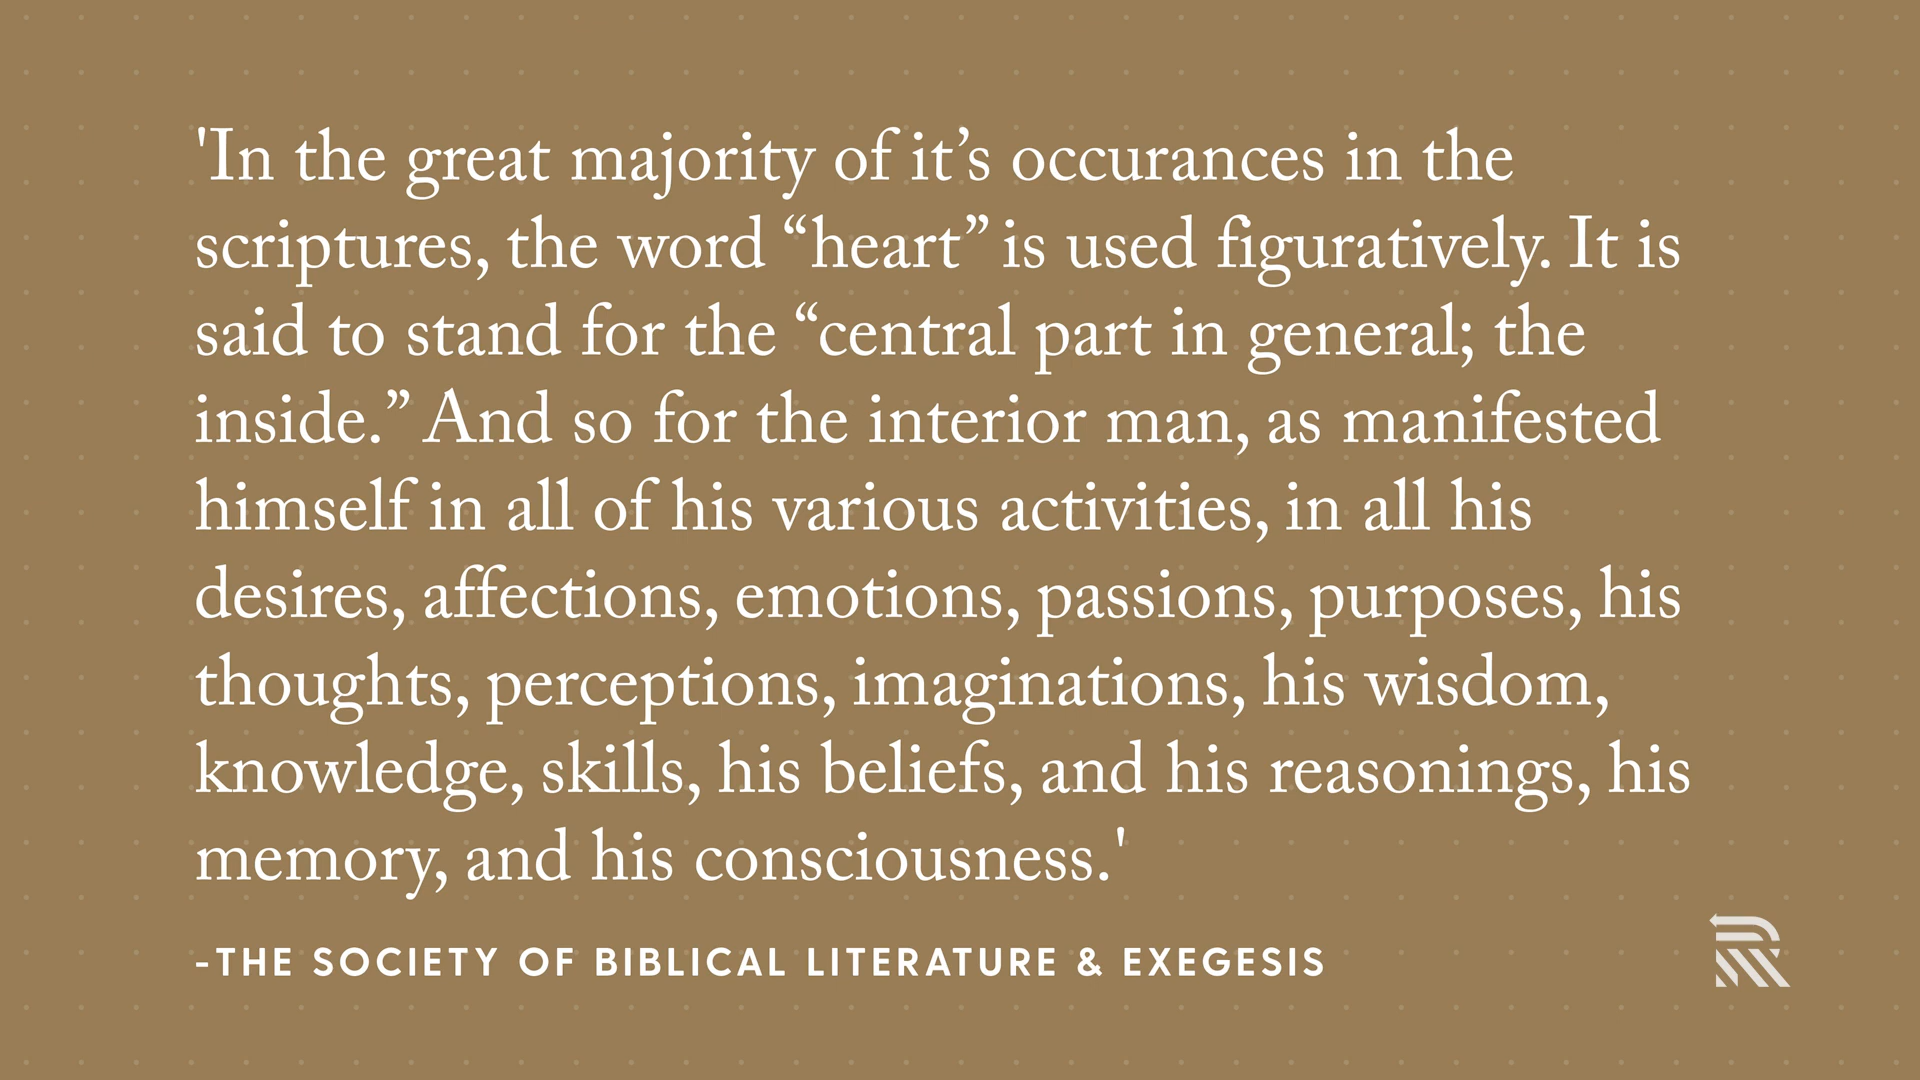 'In the great majority of it’s occurances in the
scriptures, the word “heart” is used figuratively. It is
said to stand for the “central part in general; the
inside.” And so for the interior man, as manifested
himself in all of his various activities, in all his
desires, affections, emotions, passions, purposes, his
thoughts, perceptions, imaginations, his wisdom,
knowledge, skills, his beliefs, and his reasonings, his
memory, and his consciousness.'
-THE SOCIETY OF BIBLICAL LITERATURE & EXEGESIS